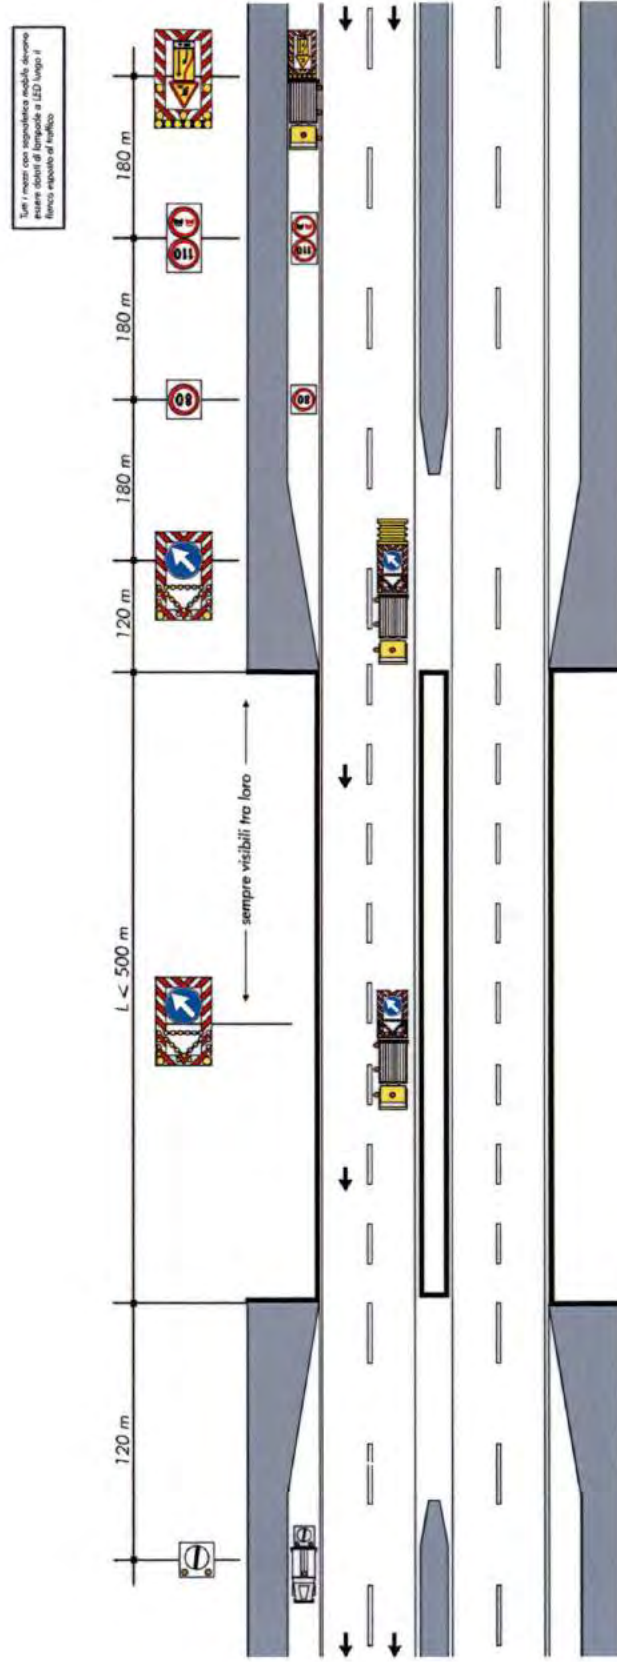 Tutti i mezzi con segnaletica mobile devono
essere dotati di lampade a LED lungo il
fianco esposto al traffico
180 m
180 m
180 m
120 m
L < 500 m
120 m
sempre visibili tra loro
110
80
110
80